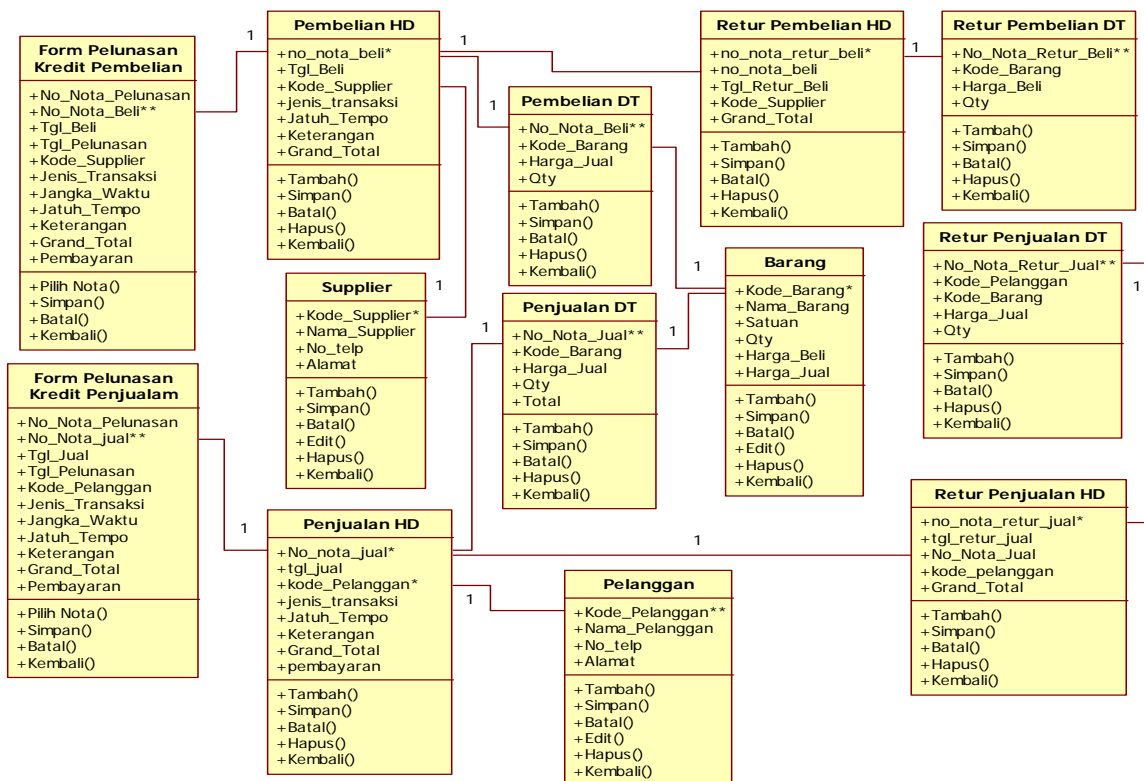 Form Pelunasan
Kredit Pembelian
+No_Nota_Pelunasan
+No_Nota_Beli**
+Tgl_Beli
+Tgl_Pelunasan
+Kode_Supplier
+Jenis_Transaksi
+Jangka_Waktu
+Jatuh_Tempo
+Keterangan
+Grand_Total
+Pembayaran
+Pilih Nota()
+Simpan()
+Batal()
+Kembali()
1
Pembelian HD
+no_nota_beli*
+Tgl_Beli
+Kode_Supplier
+jenis_transaksi
+Jatuh_Tempo
+Keterangan
+Grand_Total
+Tambah()
+Simpan()
+Batal()
+Hapus()
+Kembali()
1
1
1
Pembelian DT
+No_Nota_Beli**
+Kode_Barang
+Harga_Jual
+Qty
+Tambah()
+Simpan()
+Batal()
+Hapus()
+Kembali()
1
Retur Pembelian HD
+no_nota_retur_beli*
+no_nota_beli
+Tgl_Retur_Beli
+Kode_Supplier
+Grand_Total
+Tambah()
+Simpan()
+Batal()
+Hapus()
+Kembali()
1
Retur Pembelian DT
+No_Nota_Retur_Beli**
+Kode_Barang
+Harga_Beli
+Qty
+Tambah()
+Simpan()
+Batal()
+Hapus()
+Kembali()
Supplier
+Kode_Supplier*
+Nama_Supplier
+No_telp
+Alamat
+Tambah()
+Simpan()
+Batal()
+Edit()
+Hapus()
+Kembali()
1
Penjualan DT
+No_Nota_Jual**
+Kode_Barang
+Harga_Jual
+Qty
+Total
+Tambah()
+Simpan()
+Batal()
+Hapus()
+Kembali()
1
Barang
+Kode_Barang*
+Nama_Barang
+Satuan
+Qty
+Harga_Beli
+Harga_Jual
+Tambah()
+Simpan()
+Batal()
+Edit()
+Hapus()
+Kembali()
Retur Penjualan DT
+No_Nota_Retur_Jual**
+Kode_Pelanggan
+Kode_Barang
+Harga_Jual
+Qty
+Tambah()
+Simpan()
+Batal()
+Hapus()
+Kembali()
1
Form Pelunasan
Kredit Penjualam
+No_Nota_Pelunasan
+No_Nota_jual**
+Tgl_Jual
+Tgl_Pelunasan
+Kode_Pelanggan
+Jenis_Transaksi
+Jangka_Waktu
+Jatuh_Tempo
+Keterangan
+Grand_Total
+Pembayaran
+Pilih Nota()
+Simpan()
+Batal()
+Kembali()
1
Penjualan HD
+No_nota_jual*
+tgl_jual
+kode_Pelanggan*
+jenis_transaksi
+Jatuh_Tempo
+Keterangan
+Grand_Total
+pembayaran
+Tambah()
+Simpan()
+Batal()
+Hapus()
+Kembali()
1
1
Pelanggan
+Kode_Pelanggan**
+Nama_Pelanggan
+No_telp
+Alamat
+Tambah()
+Simpan()
+Batal()
+Edit()
+Hapus()
+Kembali()
Retur Penjualan HD
+no_nota_retur_jual*
+tgl_retur_jual
+No_Nota_Jual
+kode_pelanggan
+Grand_Total
+Tambah()
+Simpan()
+Batal()
+Hapus()
+Kembali()